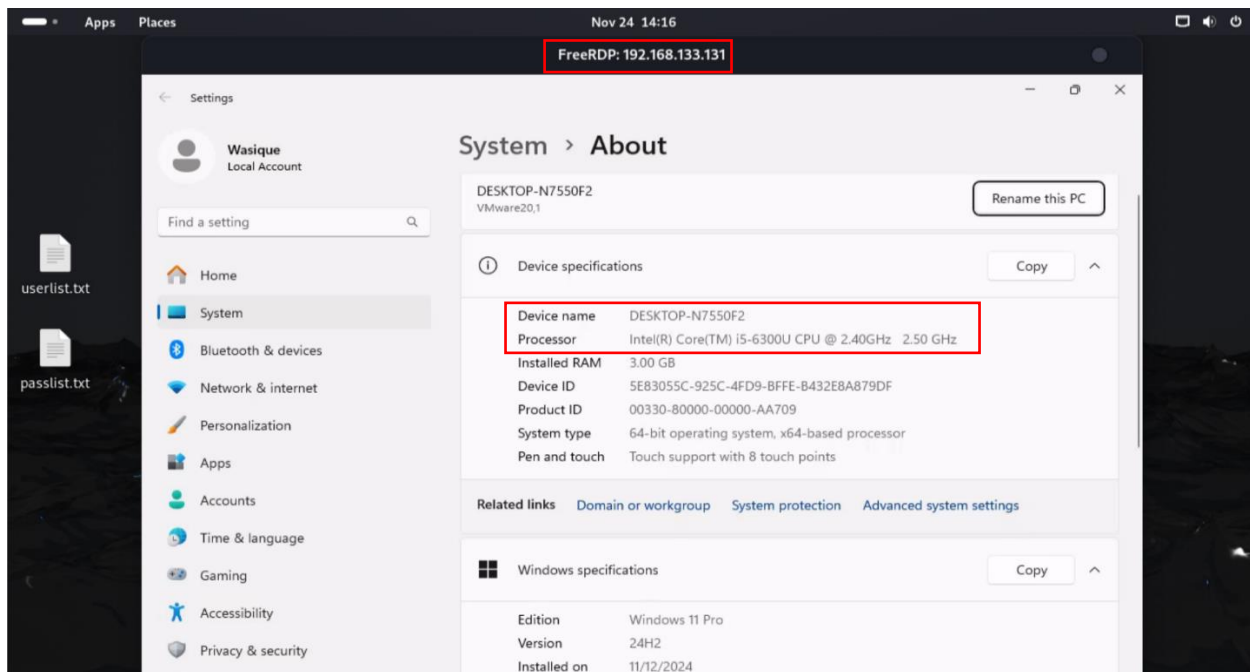 Apps Places Nov 24 14:16
FreeRDP: 192.168.133.131
Settings
Wasique
Local Account
Find a setting
Home
System
Bluetooth & devices
Network & internet
Personalization
Apps
Accounts
Time & language
Gaming
Accessibility
Privacy & security
userlist.txt
passlist.txt
System > About
DESKTOP-N7550F2
VMware20,1
Rename this PC
Device specifications Copy
Device name DESKTOP-N7550F2
Processor Intel(R) Core(TM) i5-6300U CPU @ 2.40GHz 2.50 GHz
Installed RAM 3.00 GB
Device ID 5E83055C-925C-4FD9-BFFE-B432E8A879DF
Product ID 00330-80000-00000-AA709
System type 64-bit operating system, x64-based processor
Pen and touch Touch support with 8 touch points
Related links Domain or workgroup System protection Advanced system settings
Windows specifications Copy
Edition Windows 11 Pro
Version 24H2
Installed on 11/12/2024